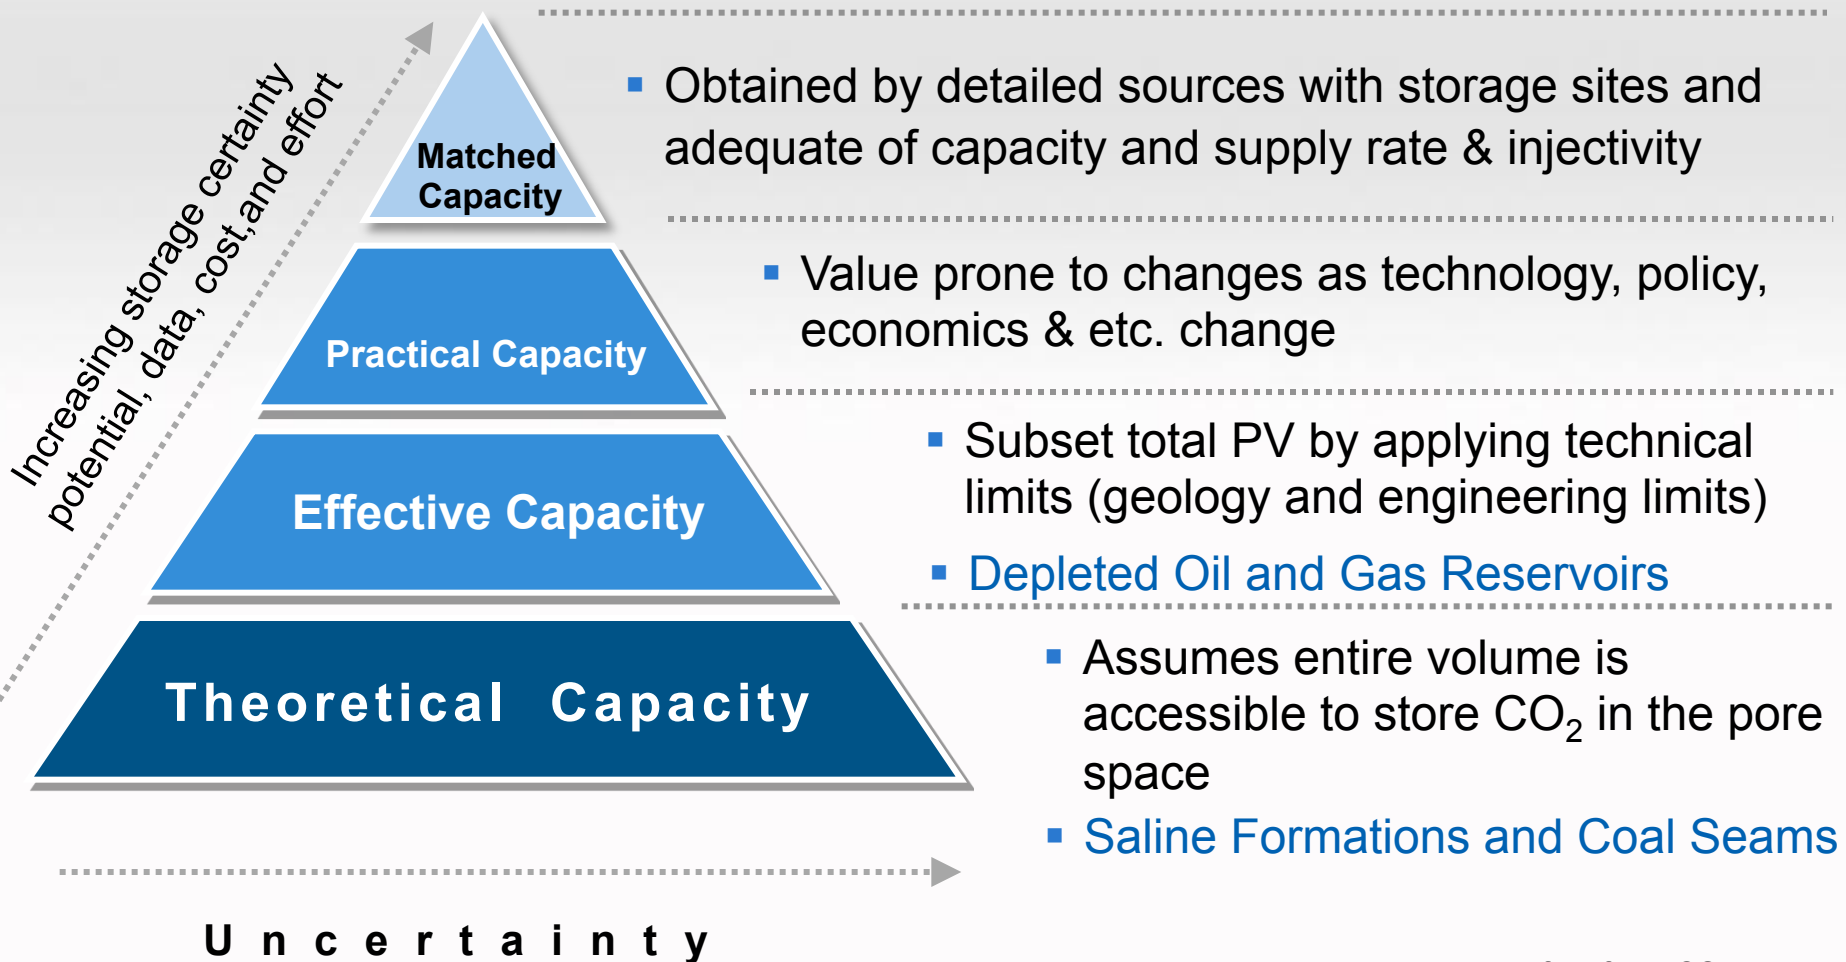 Increasing storage certainty
potential, data, cost,and effort
Matched
Capacity
▪ Obtained by detailed sources with storage sites and
adequate of capacity and supply rate & injectivity
Practical Capacity
▪ Value prone to changes as technology, policy,
economics & etc. change
Effective Capacity
▪ Subset total PV by applying technical
limits (geology and engineering limits)
▪ Depleted Oil and Gas Reservoirs
Theoretical Capacity
▪ Assumes entire volume is
accessible to store CO₂ in the pore
space
▪ Saline Formations and Coal Seams
Uncertainty